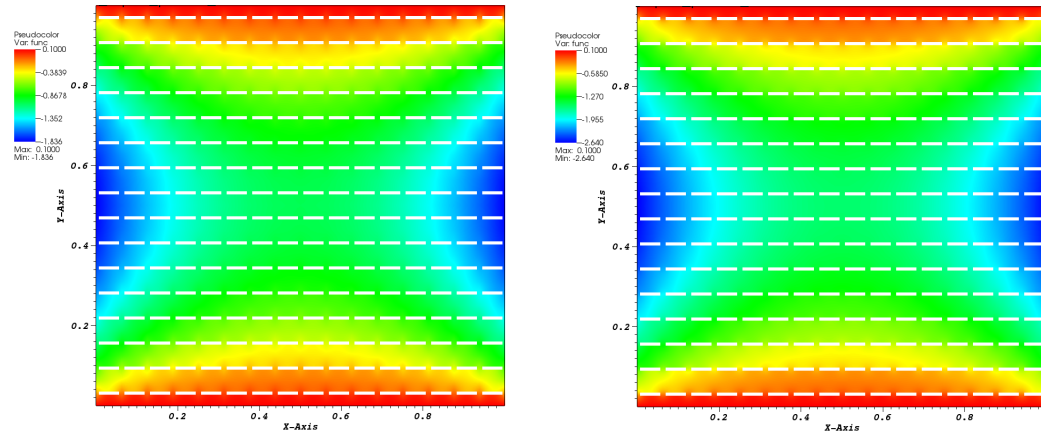 Pseudocolor
Var: func
0.1000
-0.3839
-0.8678
-1.352
-1.836
Max: 0.1000
Min: -1.836
0.8
0.6
0.4
0.2
Y-Axis
0.2 0.4 0.6 0.8
X-Axis
Pseudocolor
Var: func
0.1000
-0.5850
-1.270
-1.955
-2.640
Max: 0.1000
Min: -2.640
0.8
0.6
0.4
0.2
Y-Axis
0.2 0.4 0.6 0.8
X-Axis